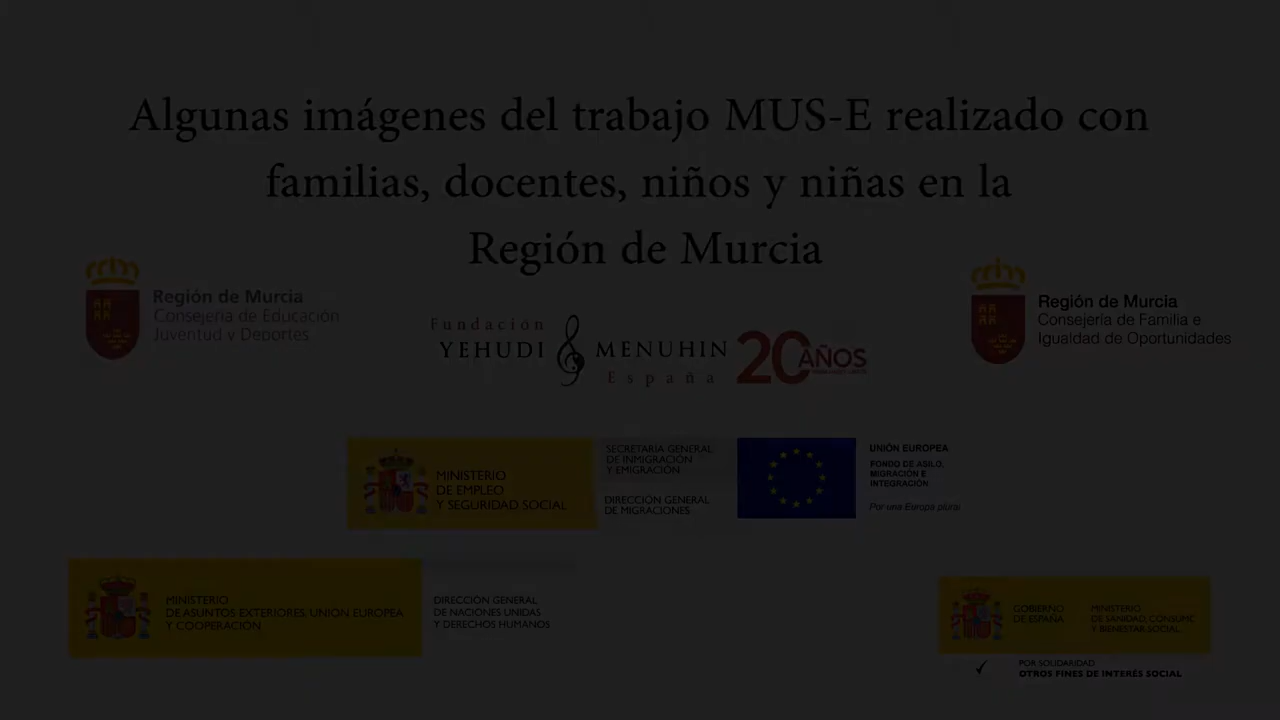 Algunas imágenes del trabajo MUS-E realizado con
familias, docentes, niños y niñas en la
Región de Murcia
Región de Murcia
Consejería de Educación
Juventud y Deportes
Fundación
YEHUDI MENUHIN
España
20 AÑOS
Región de Murcia
Consejería de Familia e
Igualdad de Oportunidades
MINISTERIO
DE EMPLEO
Y SEGURIDAD SOCIAL
SECRETARÍA GENERAL
DE INMIGRACIÓN
Y EMIGRACIÓN
DIRECCIÓN GENERAL
DE MIGRACIONES
UNIÓN EUROPEA
FONDO DE ASILO,
MIGRACIÓN E
INTEGRACIÓN
Por una Europa plural
MINISTERIO
DE ASUNTOS EXTERIORES, UNIÓN EUROPEA
Y COOPERACIÓN
DIRECCIÓN GENERAL
DE NACIONES UNIDAS
Y DERECHOS HUMANOS
GOBIERNO
DE ESPAÑA
MINISTERIO
DE SANIDAD, CONSUMO
Y BIENESTAR SOCIAL
POR SOLIDARIDAD
OTROS FINES DE INTERÉS SOCIAL